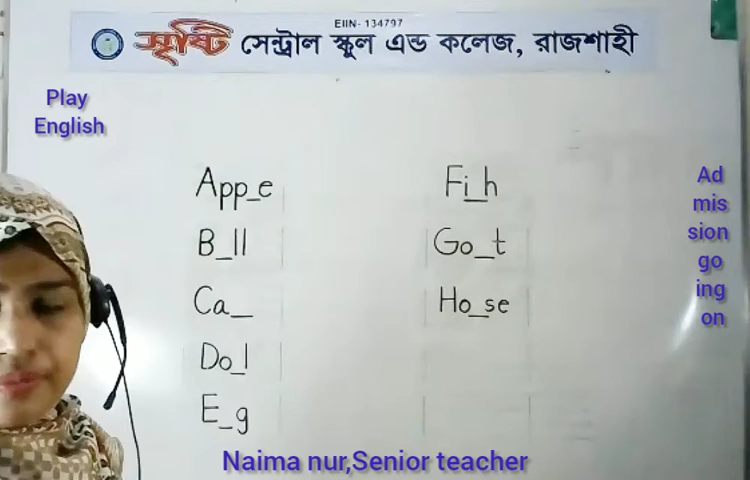 EIIN- 134797
সৃষ্টি সেন্ট্রাল স্কুল এন্ড কলেজ, রাজশাহী
Play
English
App_e
B_ll
Ca_
Do_l
E_g
Fi_h
Go_t
Ho_se
Ad
mis
sion
go
ing
on
Naima nur,Senior teacher